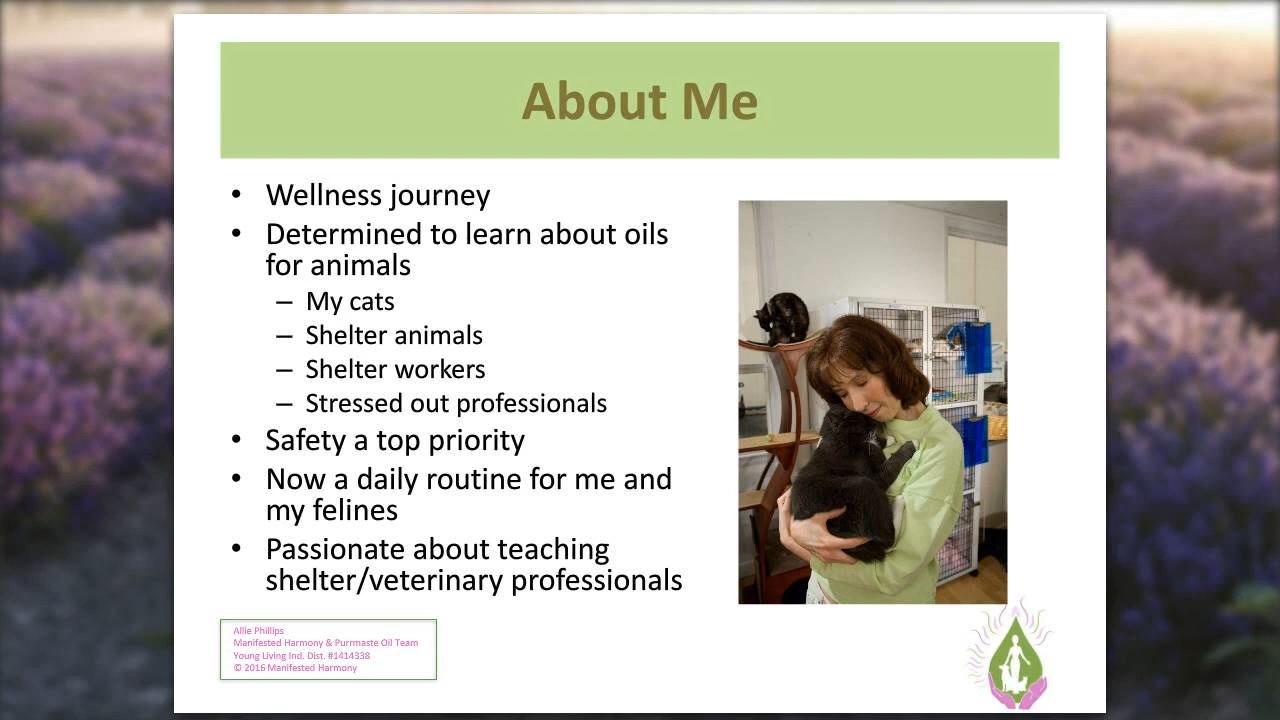 About Me
• Wellness journey
• Determined to learn about oils
for animals
– My cats
– Shelter animals
– Shelter workers
– Stressed out professionals
• Safety a top priority
• Now a daily routine for me and
my felines
• Passionate about teaching
shelter/veterinary professionals
Allie Phillips
Manifested Harmony & Purrmaste Oil Team
Young Living Ind. Dist. #1414338
© 2016 Manifested Harmony